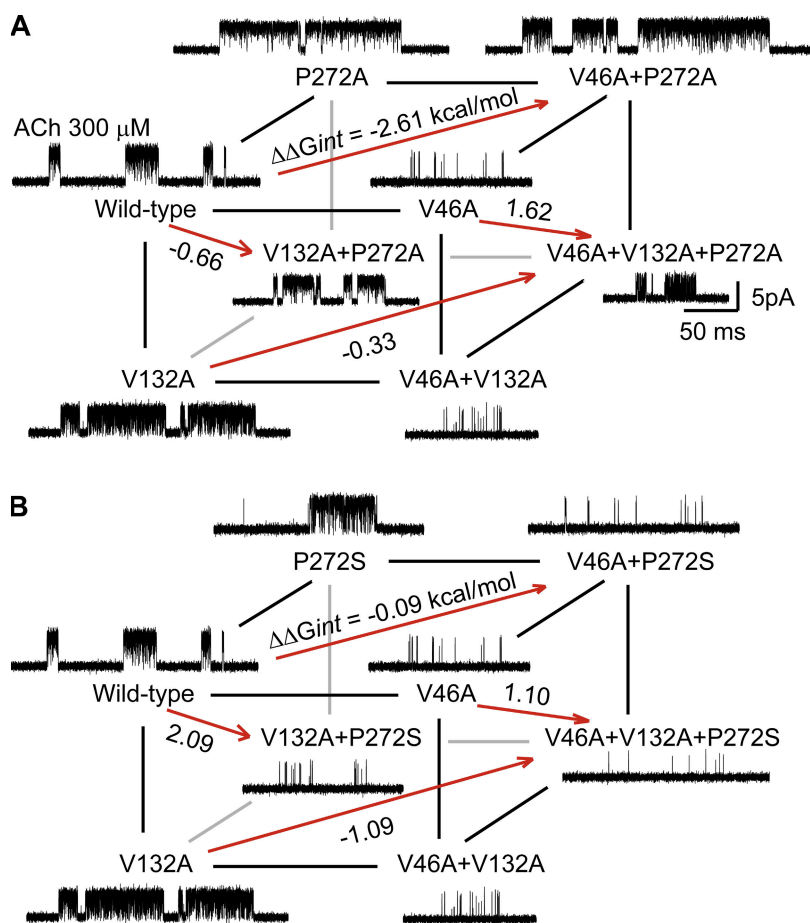 A
P272A
V46A+P272A
ACh 300 μM
ΔΔGint = -2.61 kcal/mol
Wild-type
V46A
1.62
-0.66
V132A+P272A
V46A+V132A+P272A
5pA
50 ms
-0.33
V132A
V46A+V132A
B
P272S
V46A+P272S
ΔΔGint = -0.09 kcal/mol
Wild-type
V46A
1.10
2.09
V132A+P272S
V46A+V132A+P272S
-1.09
V132A
V46A+V132A